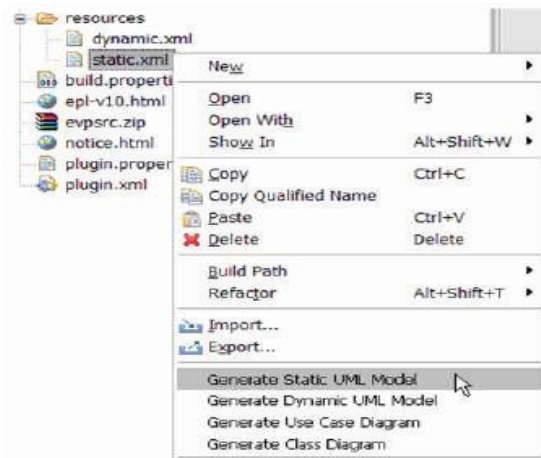 resources
dynamic.xml
static.xml
build.properti
epl-v10.html
evpsrc.zip
notice.html
plugin.proper
plugin.xml
New
Open F3
Open With
Show In Alt+Shift+W
Copy Ctrl+C
Copy Qualified Name
Paste Ctrl+V
Delete Delete
Build Path
Refactor Alt+Shift+T
Import...
Export...
Generate Static UML Model
Generate Dynamic UML Model
Generate Use Case Diagram
Generate Class Diagram